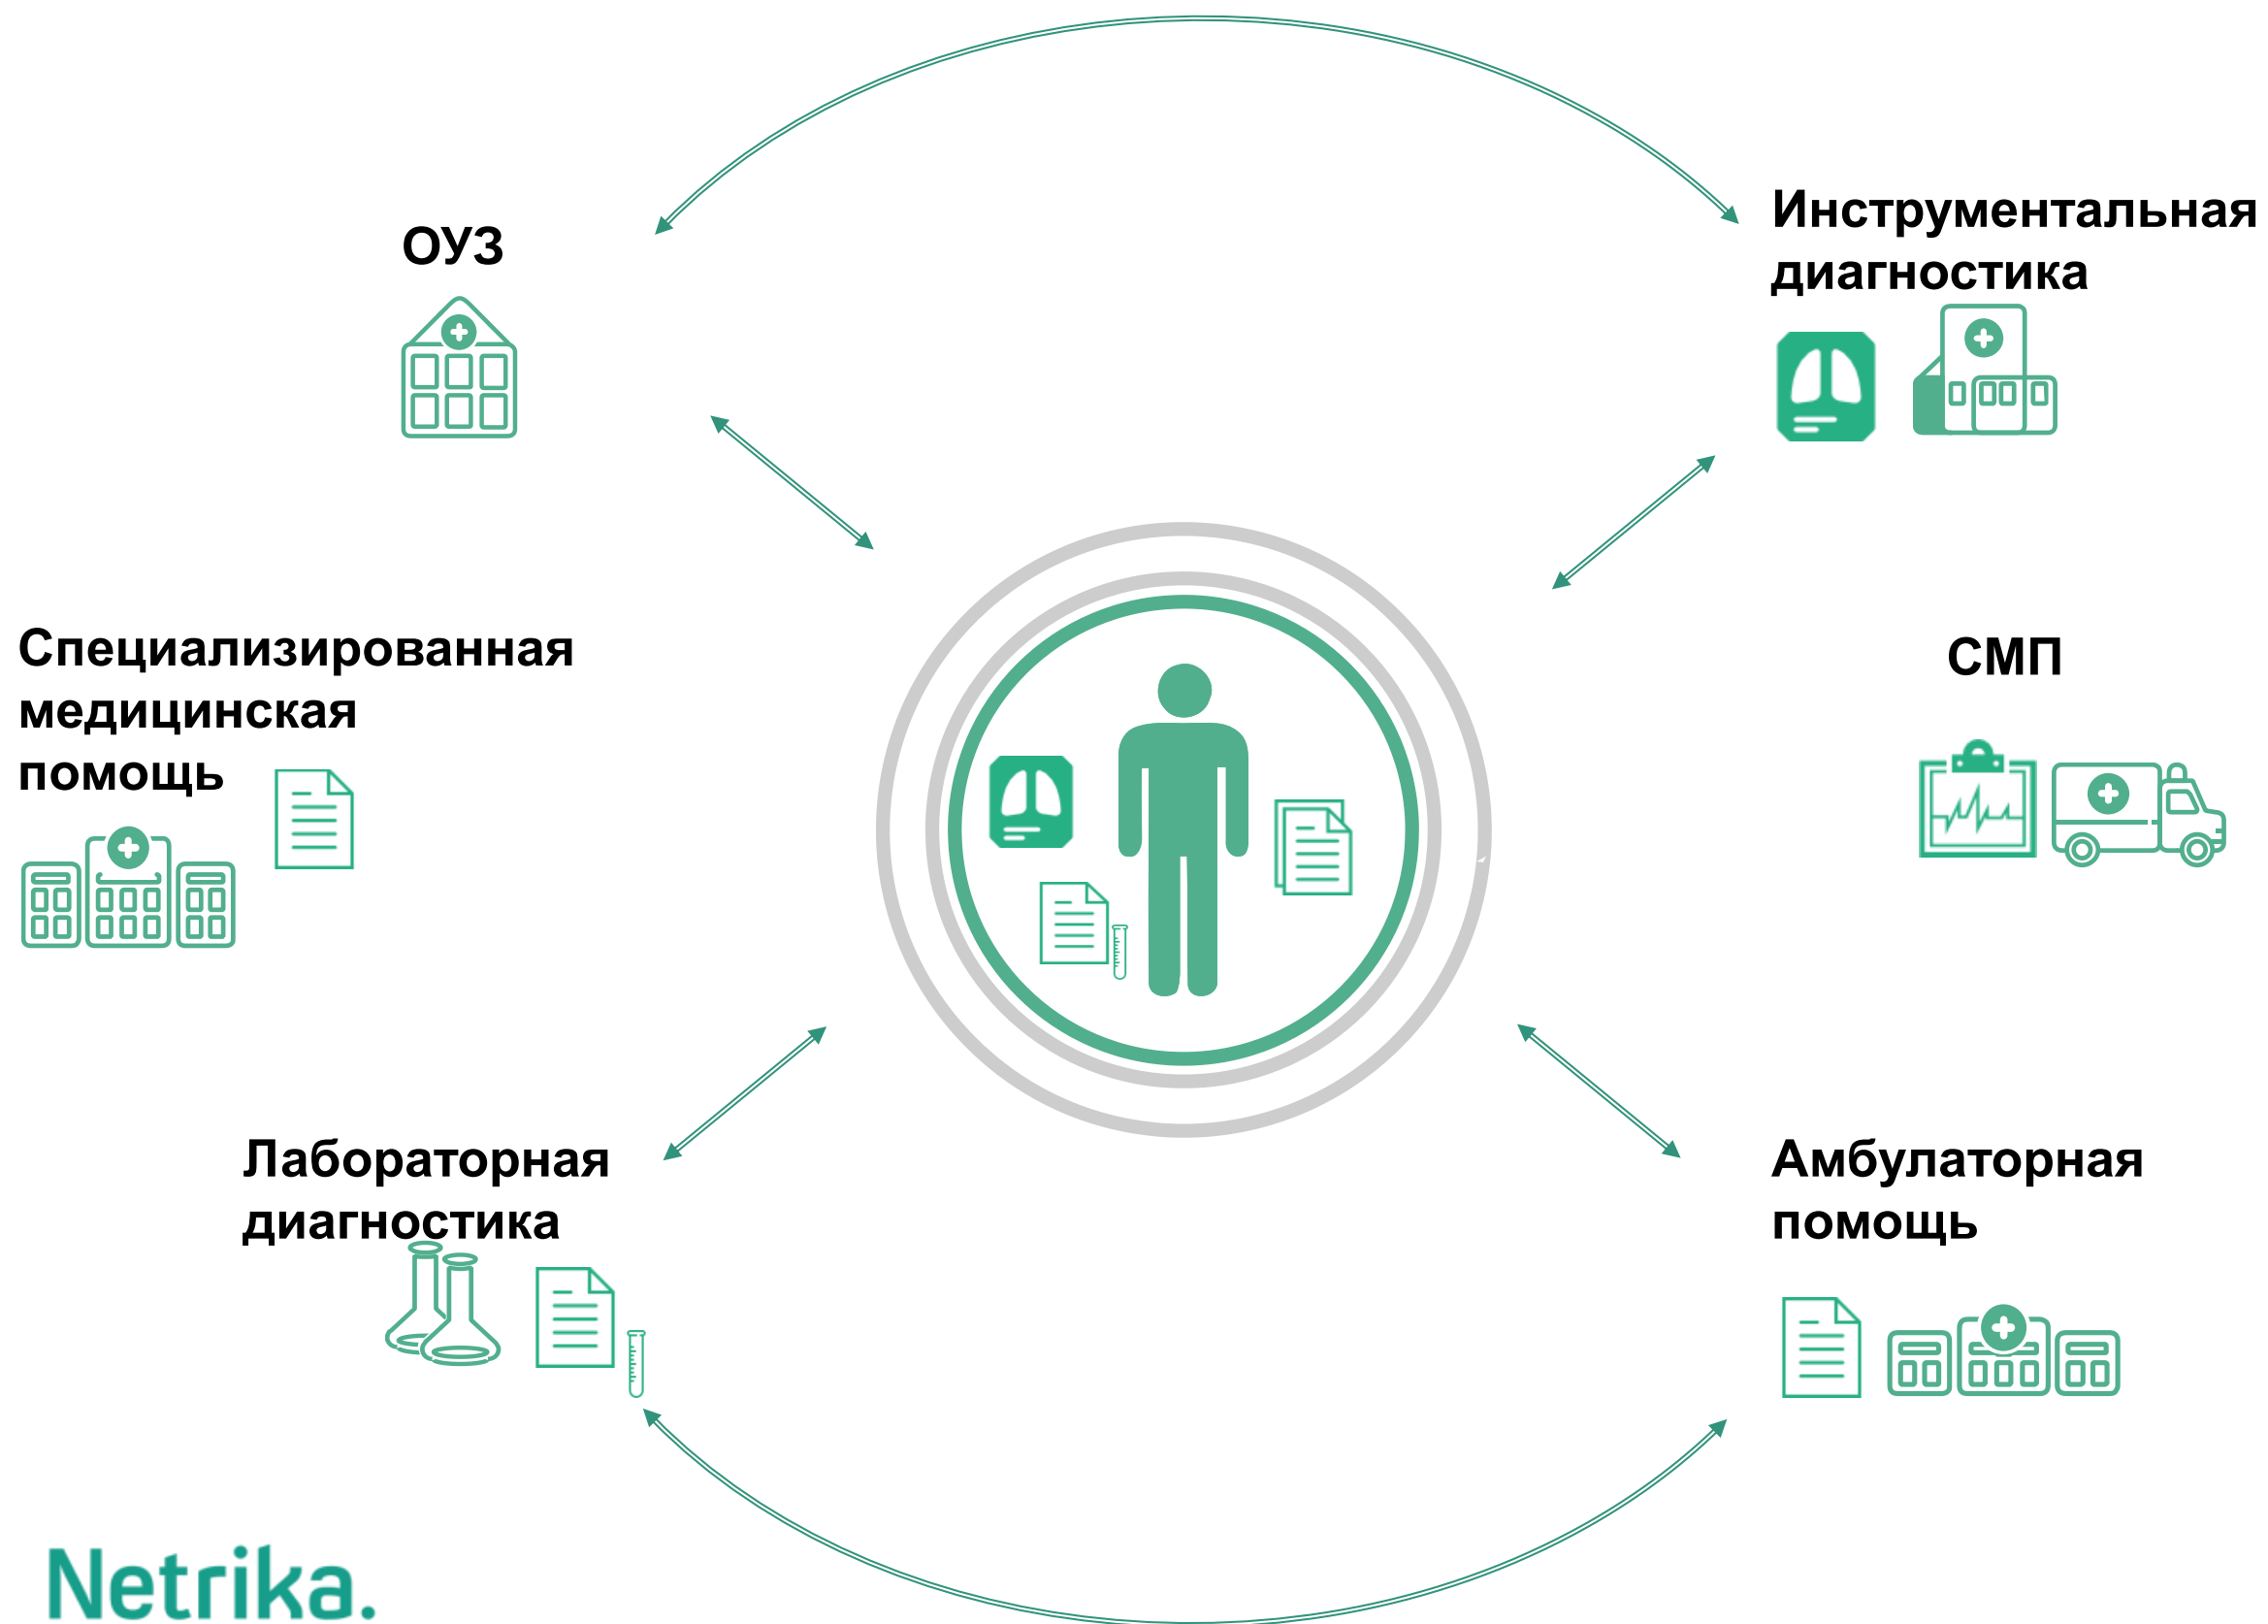 ОУЗ
Инструментальная
диагностика
Специализированная
медицинская
помощь
СМП
Лабораторная
диагностика
Амбулаторная
помощь
Netrika.